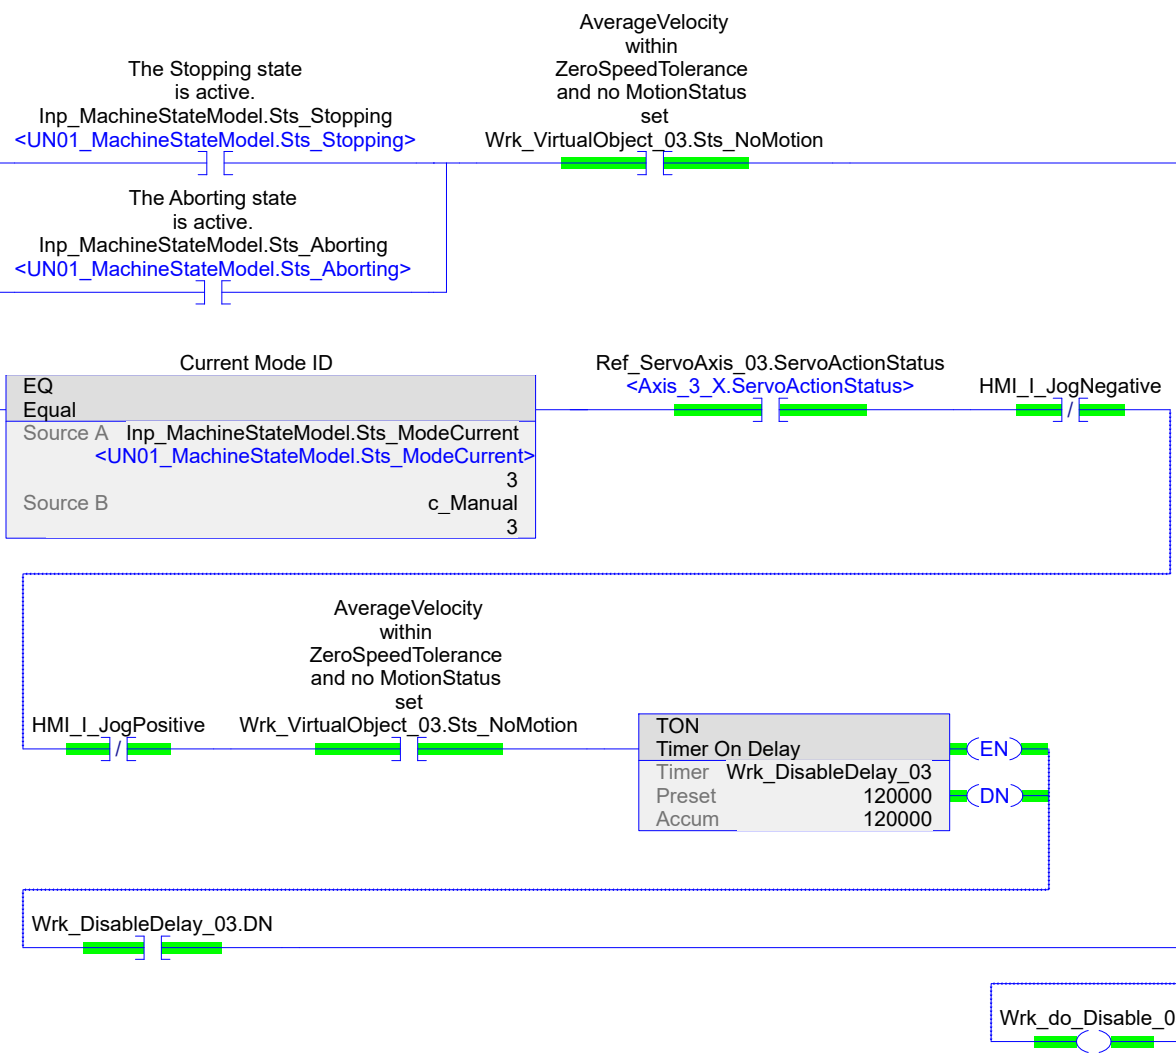 AverageVelocity
within
ZeroSpeedTolerance
and no MotionStatus
set
Wrk_VirtualObject_03.Sts_NoMotion
The Stopping state
is active.
Inp_MachineStateModel.Sts_Stopping
<UN01_MachineStateModel.Sts_Stopping>
The Aborting state
is active.
Inp_MachineStateModel.Sts_Aborting
<UN01_MachineStateModel.Sts_Aborting>
Current Mode ID
EQ
Equal
Source A Inp_MachineStateModel.Sts_ModeCurrent
<UN01_MachineStateModel.Sts_ModeCurrent>
3
Source B c_Manual
3
Ref_ServoAxis_03.ServoActionStatus
<Axis_3_X.ServoActionStatus>
HMI_I_JogNegative
HMI_I_JogPositive
AverageVelocity
within
ZeroSpeedTolerance
and no MotionStatus
set
Wrk_VirtualObject_03.Sts_NoMotion
TON
Timer On Delay
Timer Wrk_DisableDelay_03
Preset 120000
Accum 120000
EN
DN
Wrk_DisableDelay_03.DN
Wrk_do_Disable_0